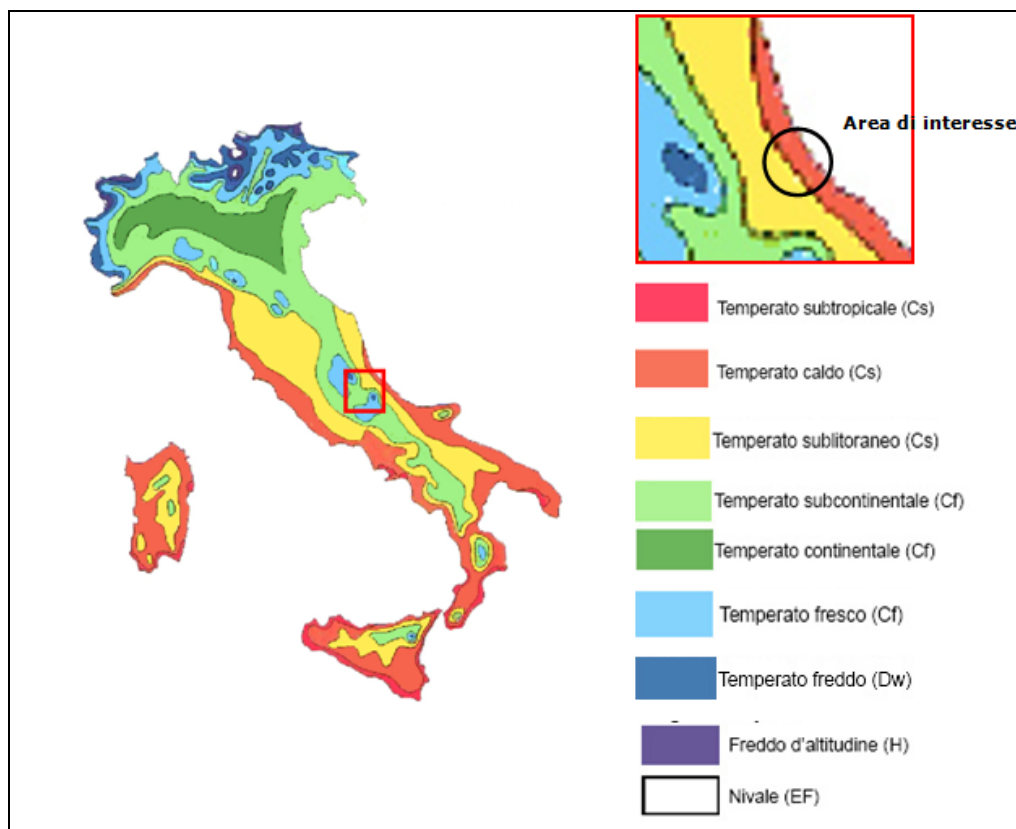 Area di interesse
Temperato subtropicale (Cs)
Temperato caldo (Cs)
Temperato sublitoraneo (Cs)
Temperato subcontinentale (Cf)
Temperato continentale (Cf)
Temperato fresco (Cf)
Temperato freddo (Dw)
Freddo d'altitudine (H)
Nivale (EF)